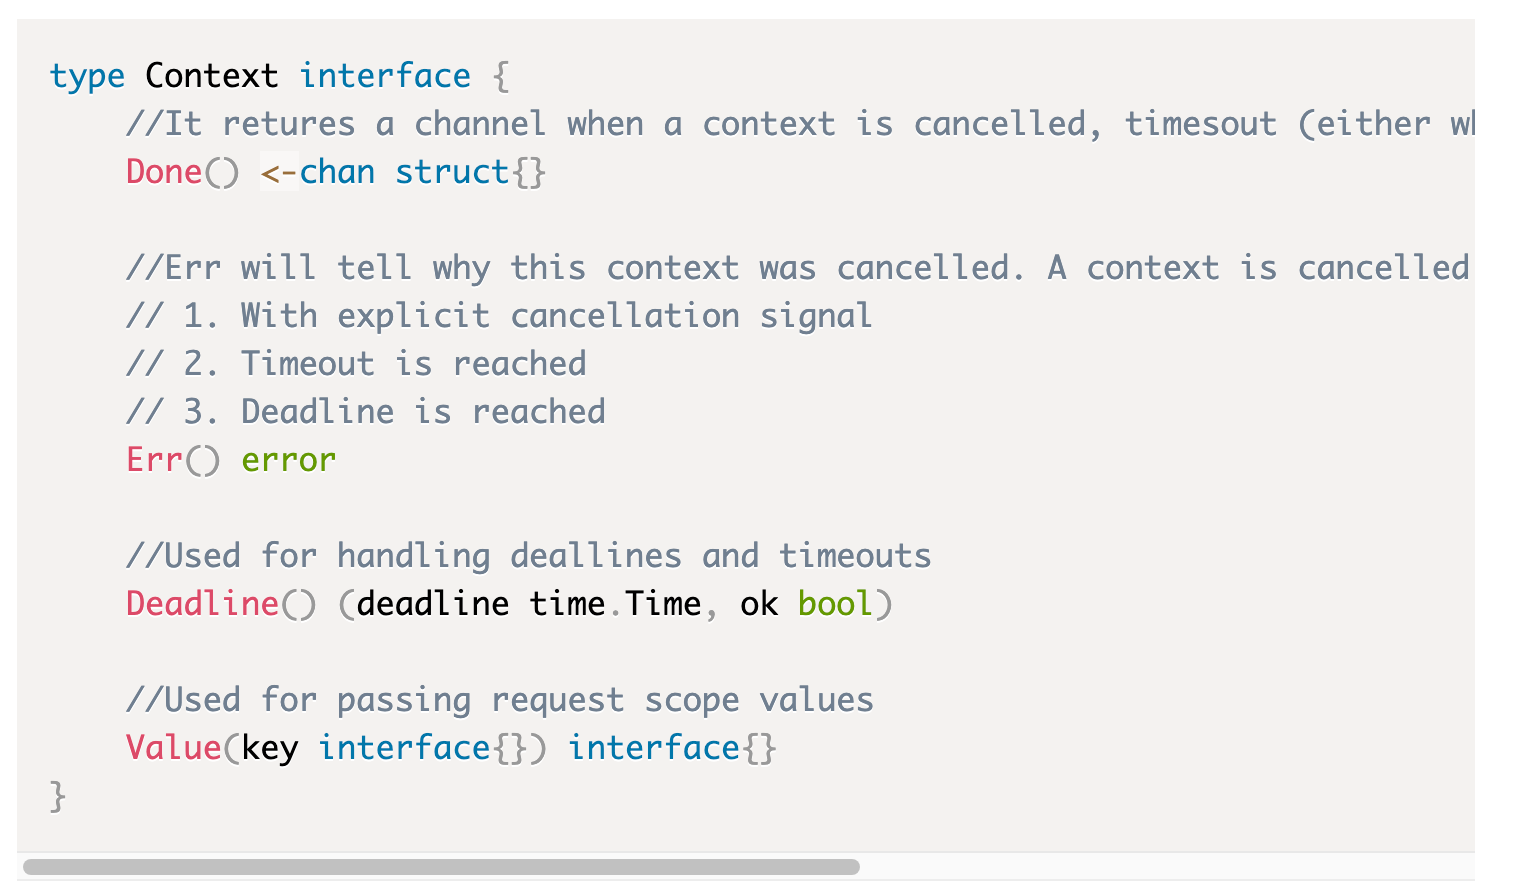 type Context interface {
    //It retures a channel when a context is cancelled, timesout (either
    Done() <-chan struct{}
    //Err will tell why this context was cancelled. A context is cancelled
    // 1. With explicit cancellation signal
    // 2. Timeout is reached
    // 3. Deadline is reached
    Err() error
    //Used for handling deallines and timeouts
    Deadline() (deadline time.Time, ok bool)
    //Used for passing request scope values
    Value(key interface{}) interface{}
}